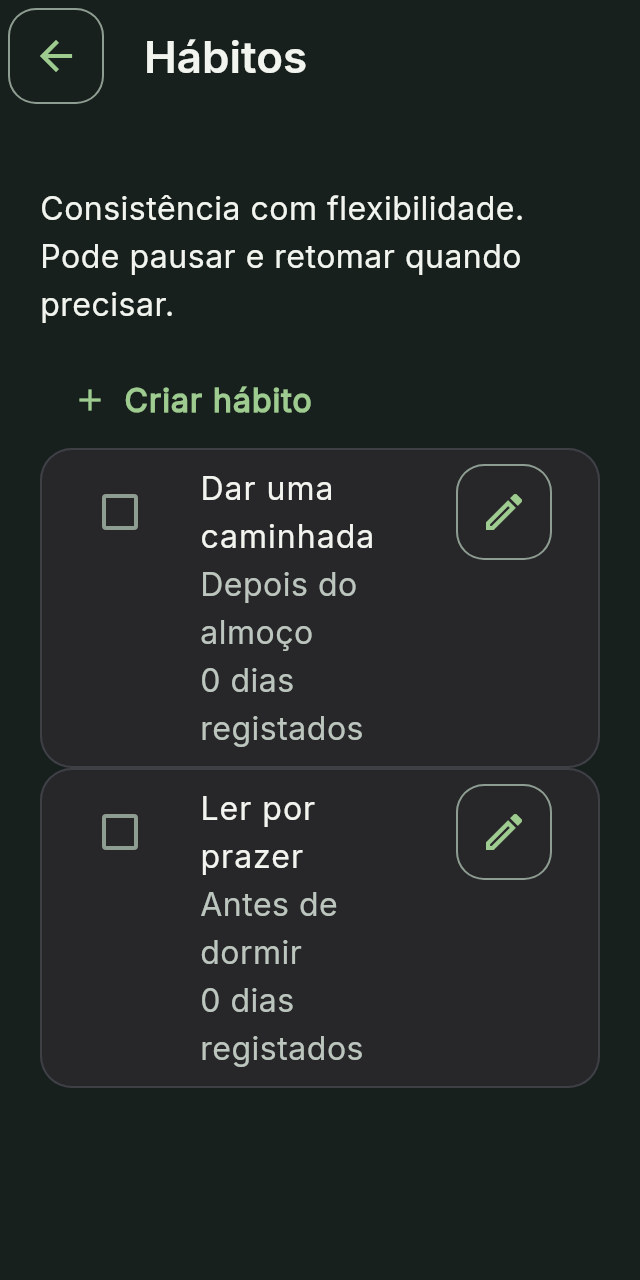 Hábitos
Consistência com flexibilidade.
Pode pausar e retomar quando
precisar.
+ Criar hábito
Dar uma
caminhada
Depois do
almoço
0 dias
registados
Ler por
prazer
Antes de
dormir
0 dias
registados